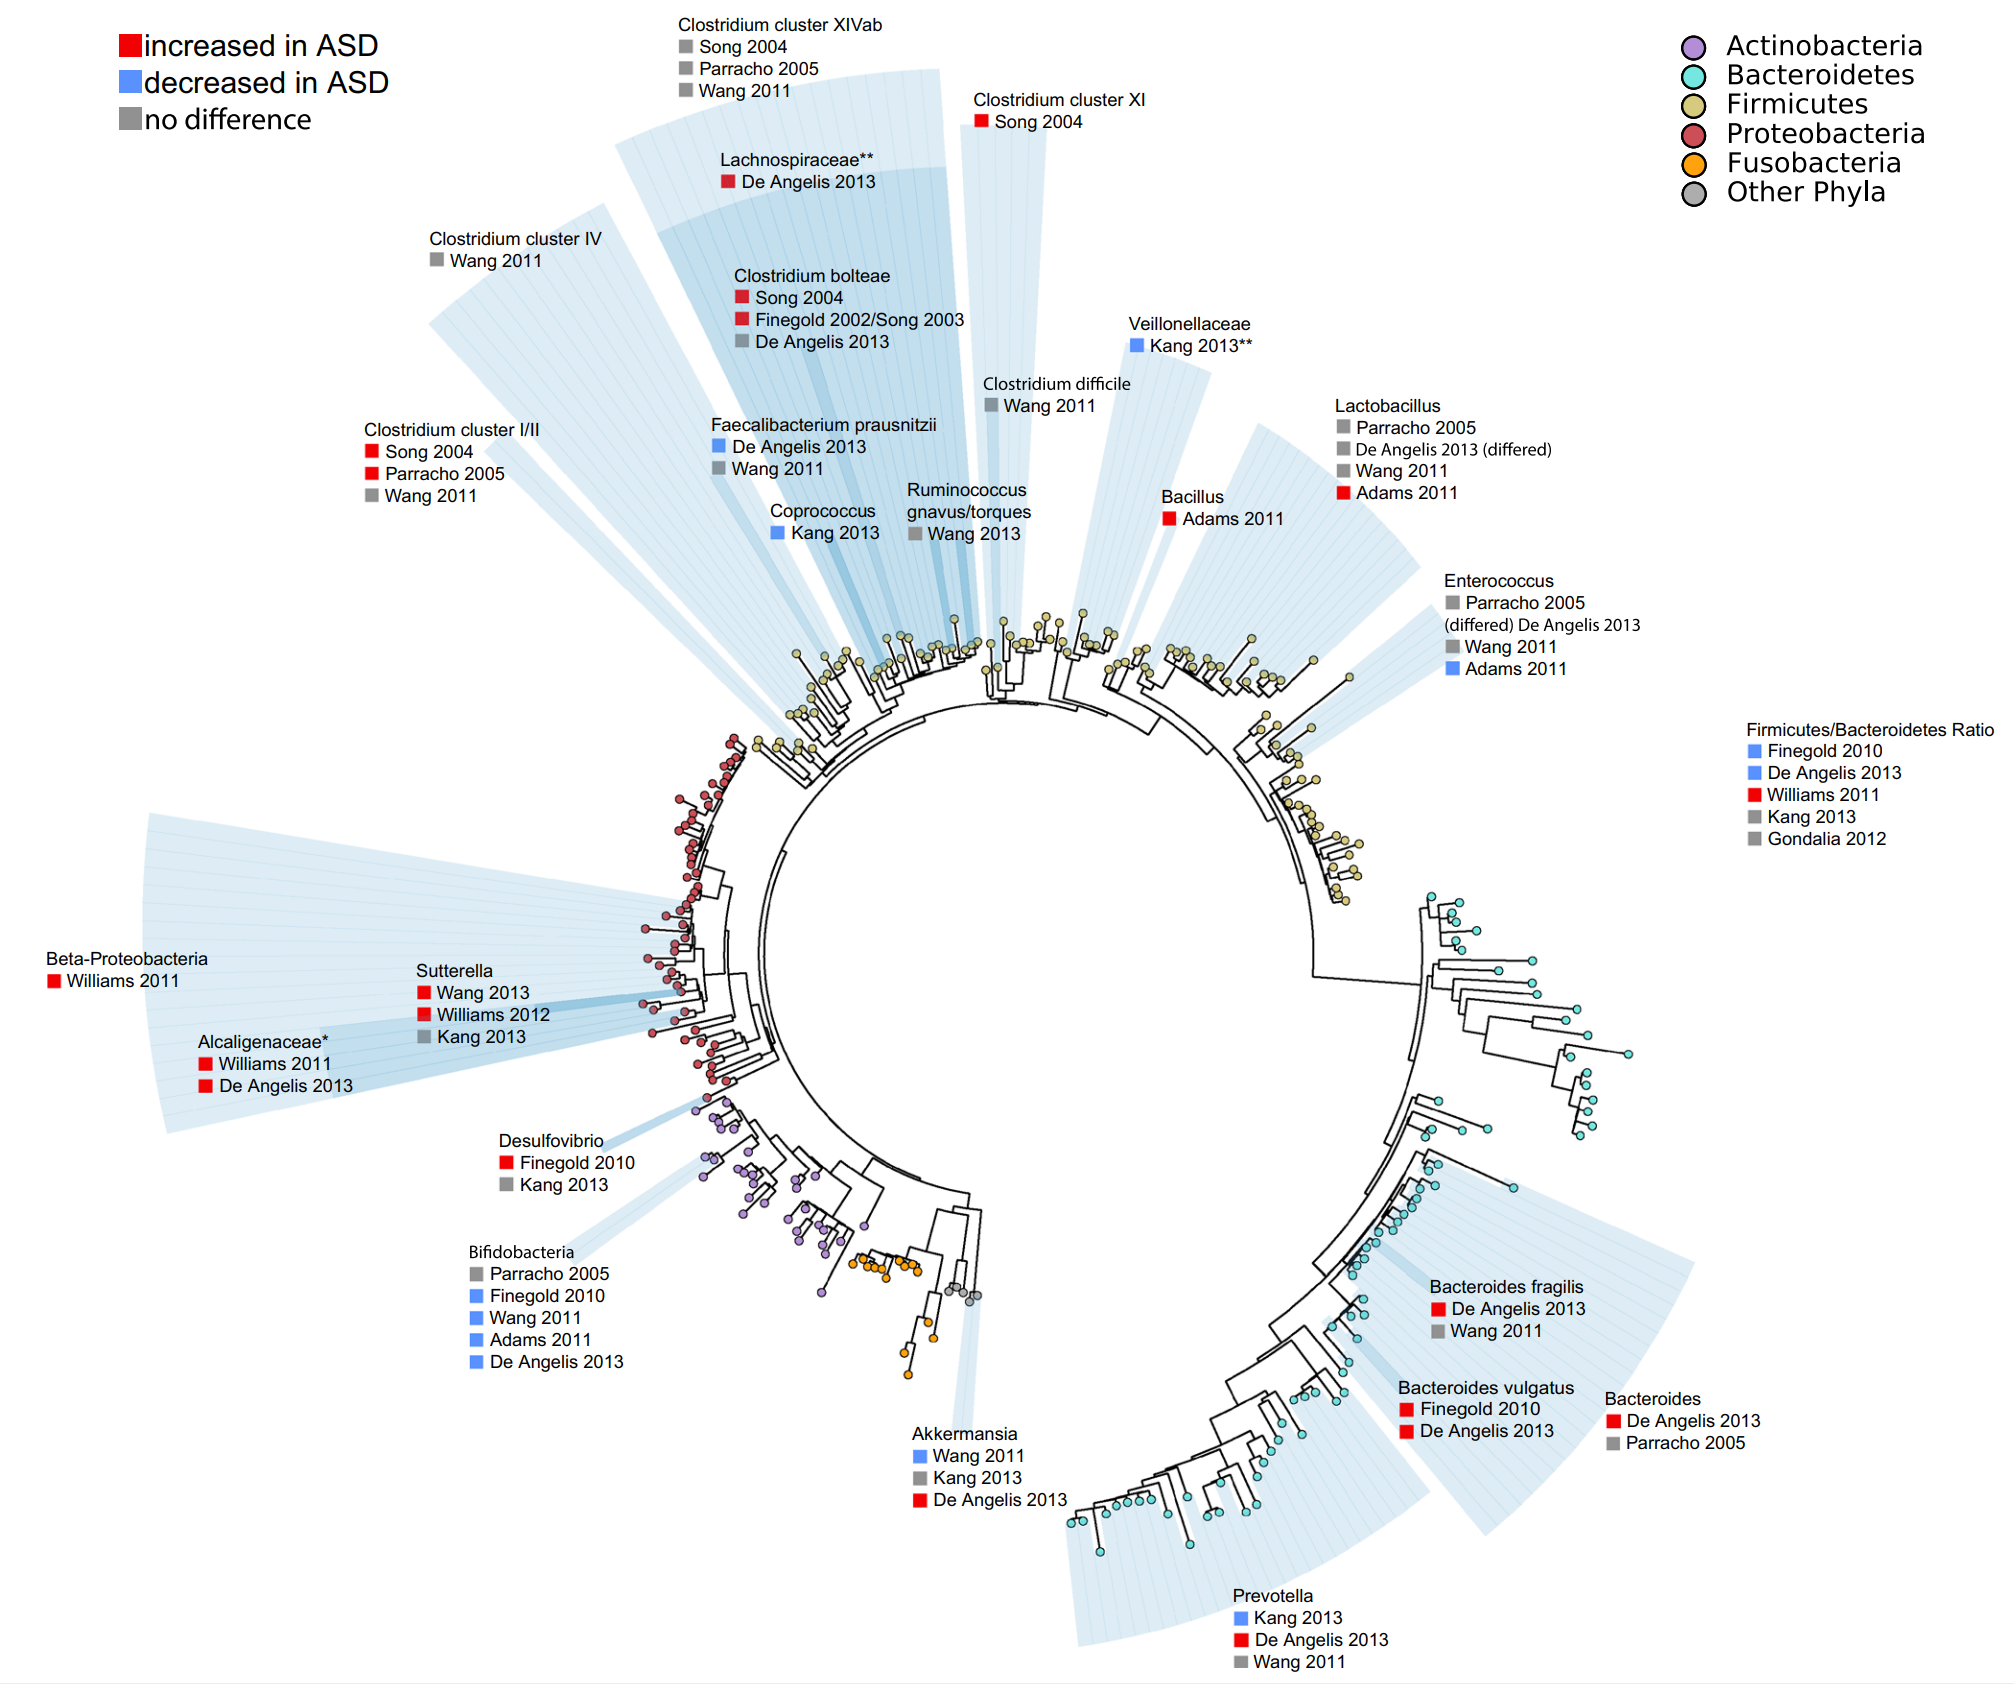 increased in ASD
decreased in ASD
no difference
Actinobacteria
Bacteroidetes
Firmicutes
Proteobacteria
Fusobacteria
Other Phyla
Clostridium cluster XIVab
Song 2004
Parracho 2005
Wang 2011
Clostridium cluster XI
Song 2004
Lachnospiraceae**
De Angelis 2013
Clostridium cluster IV
Wang 2011
Clostridium bolteae
Song 2004
Finegold 2002/Song 2003
De Angelis 2013
Veillonellaceae
Kang 2013**
Clostridium difficile
Wang 2011
Clostridium cluster I/II
Song 2004
Parracho 2005
Wang 2011
Faecalibacterium prausnitzii
De Angelis 2013
Wang 2011
Lactobacillus
Parracho 2005
De Angelis 2013 (differed)
Wang 2011
Adams 2011
Coprococcus
Kang 2013
Ruminococcus
gnavus/torques
Wang 2013
Bacillus
Adams 2011
Enterococcus
Parracho 2005
(differed) De Angelis 2013
Wang 2011
Adams 2011
Firmicutes/Bacteroidetes Ratio
Finegold 2010
De Angelis 2013
Williams 2011
Kang 2013
Gondalia 2012
Beta-Proteobacteria
Williams 2011
Sutterella
Wang 2013
Williams 2012
Kang 2013
Alcaligenaceae*
Williams 2011
De Angelis 2013
Desulfovibrio
Finegold 2010
Kang 2013
Bifidobacteria
Parracho 2005
Finegold 2010
Wang 2011
Adams 2011
De Angelis 2013
Bacteroides fragilis
De Angelis 2013
Wang 2011
Bacteroides vulgatus
Finegold 2010
De Angelis 2013
Bacteroides
De Angelis 2013
Parracho 2005
Akkermansia
Wang 2011
Kang 2013
De Angelis 2013
Prevotella
Kang 2013
De Angelis 2013
Wang 2011